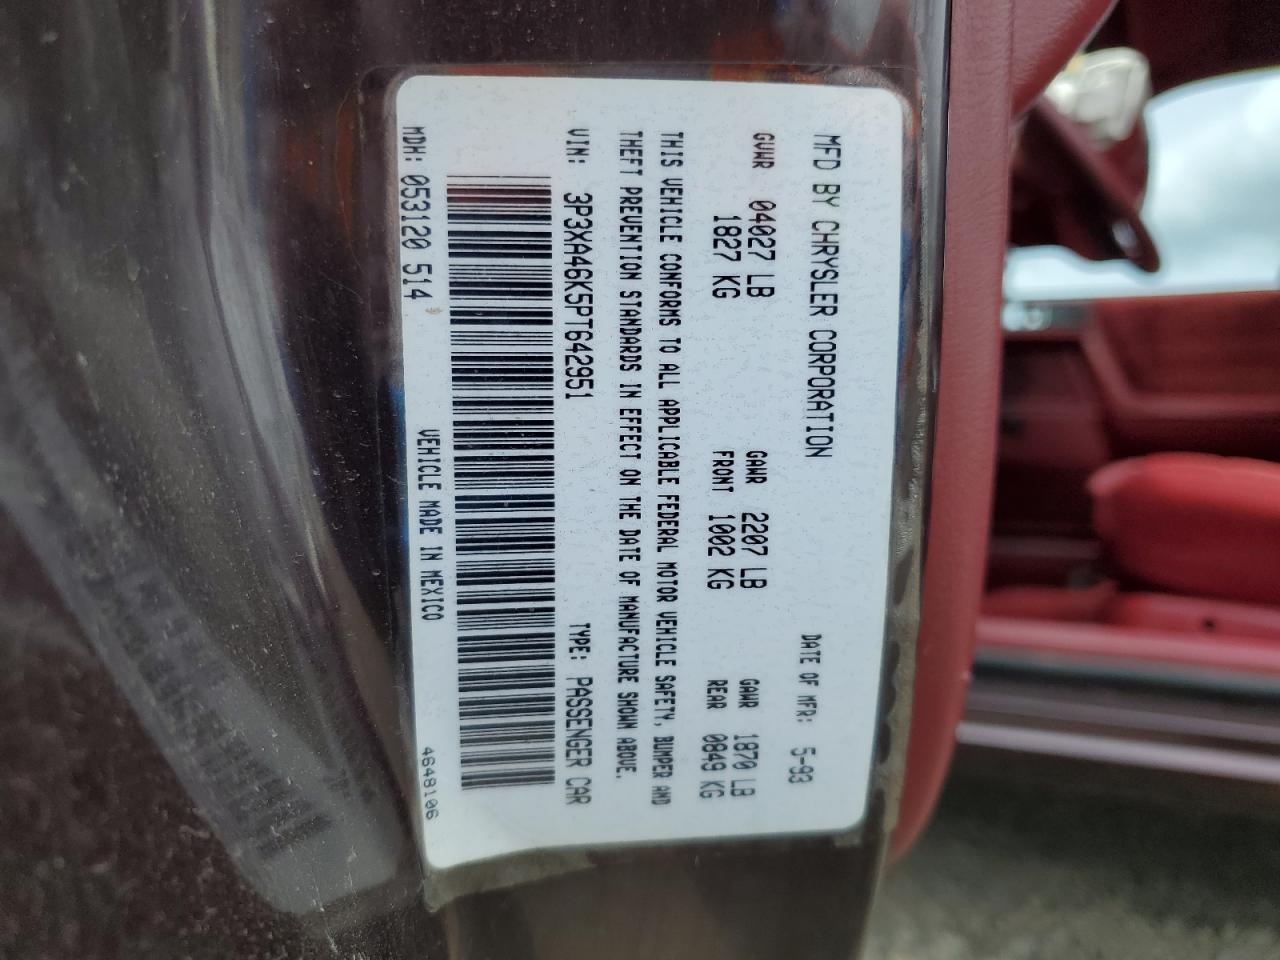 MFD BY CHRYSLER CORPORATION DATE OF MFR: 5-93
GVWR 04027 LB GAWR 2207 LB GAWR 1870 LB
1827 KG FRONT 1002 KG REAR 0849 KG
THIS VEHICLE CONFORMS TO ALL APPLICABLE FEDERAL MOTOR VEHICLE SAFETY, BUMPER AND
THEFT PREVENTION STANDARDS IN EFFECT ON THE DATE OF MANUFACTURE SHOWN ABOVE.
VIN: 3P3XA46K5PT642951 TYPE: PASSENGER CAR
MDH: 053120 514 VEHICLE MADE IN MEXICO 4648106